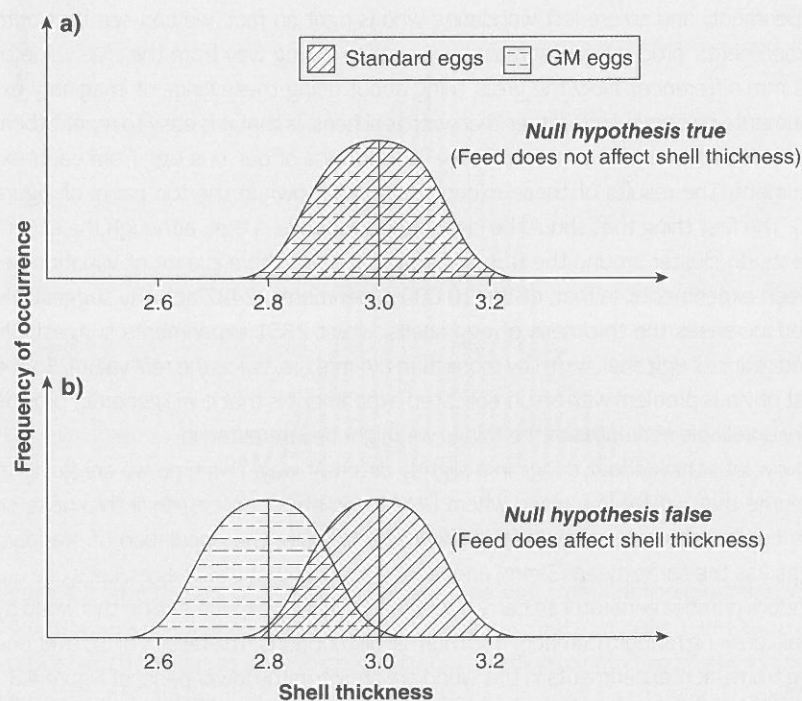 a)
Standard eggs GM eggs
Null hypothesis true
(Feed does not affect shell thickness)
2.6 2.8 3.0 3.2
Frequency of occurrence
b)
Null hypothesis false
(Feed does affect shell thickness)
2.6 2.8 3.0 3.2
Shell thickness